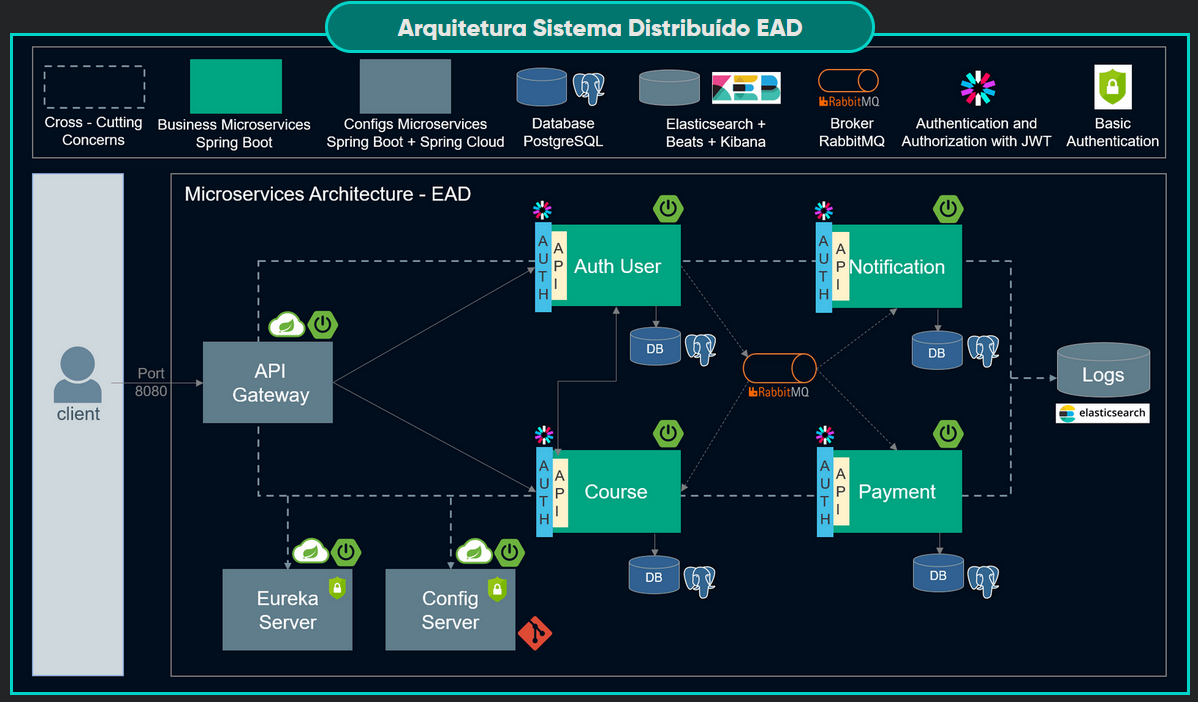 Arquitetura Sistema Distribuído EAD
Cross - Cutting
Concerns
Business Microservices
Spring Boot
Configs Microservices
Spring Boot + Spring Cloud
Database
PostgreSQL
KEB
Elasticsearch +
Beats + Kibana
RabbitMQ
Broker
RabbitMQ
Authentication and
Authorization with JWT
Basic
Authentication
Microservices Architecture - EAD
client
Port
8080
API
Gateway
AUTH
API
Auth User
DB
AUTH
API
Notification
DB
RabbitMQ
Logs
elasticsearch
AUTH
API
Course
DB
AUTH
API
Payment
DB
Eureka
Server
Config
Server